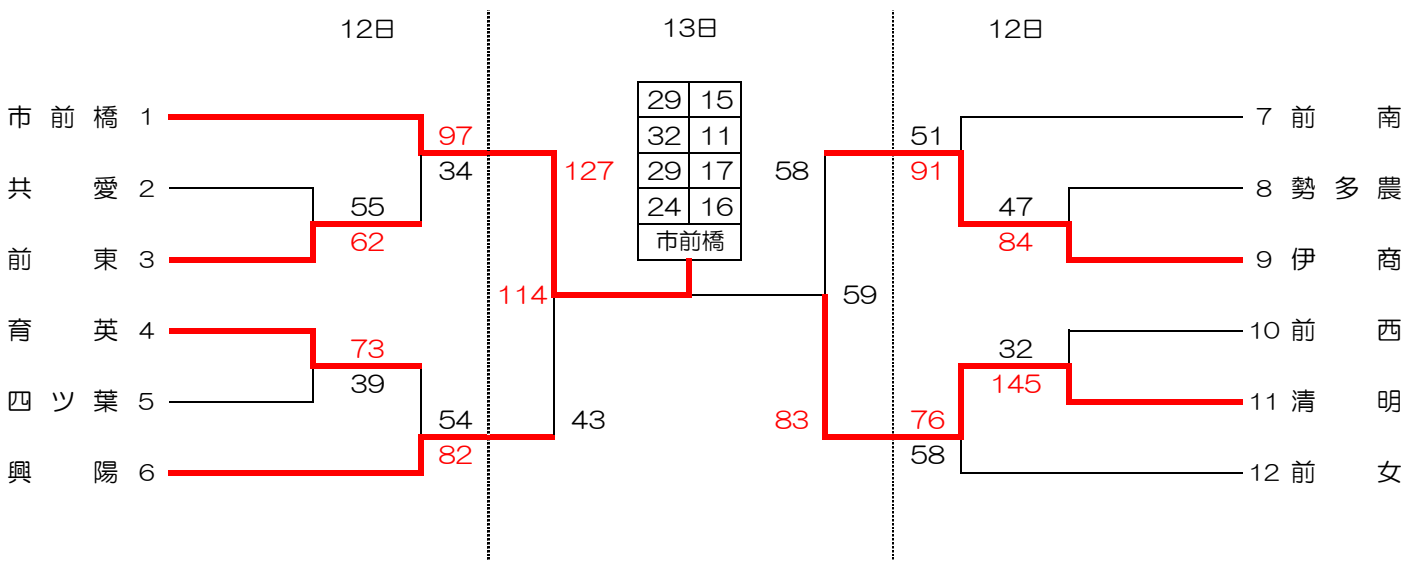 12日 13日 12日
29 15
市前橋 1 97 32 11 51 7 前南
34 127 29 17 58 91
共愛 2 55 24 16 47 8 勢多農
前東 3 62 市前橋 84 9 伊商
114 59
育英 4 73 32 10 前西
四ツ葉 5 39 145 11 清明
54 43 83 76
興陽 6 82 58 12 前女